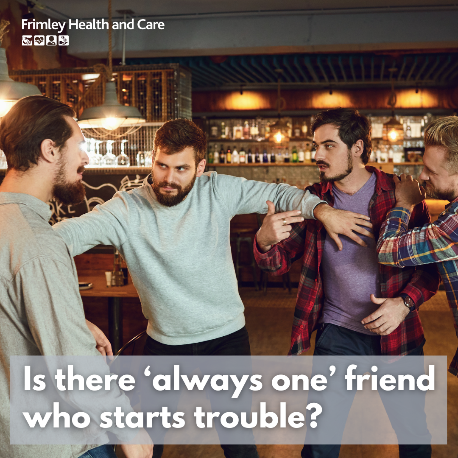 Frimley Health and Care
Is there ‘always one’ friend
who starts trouble?